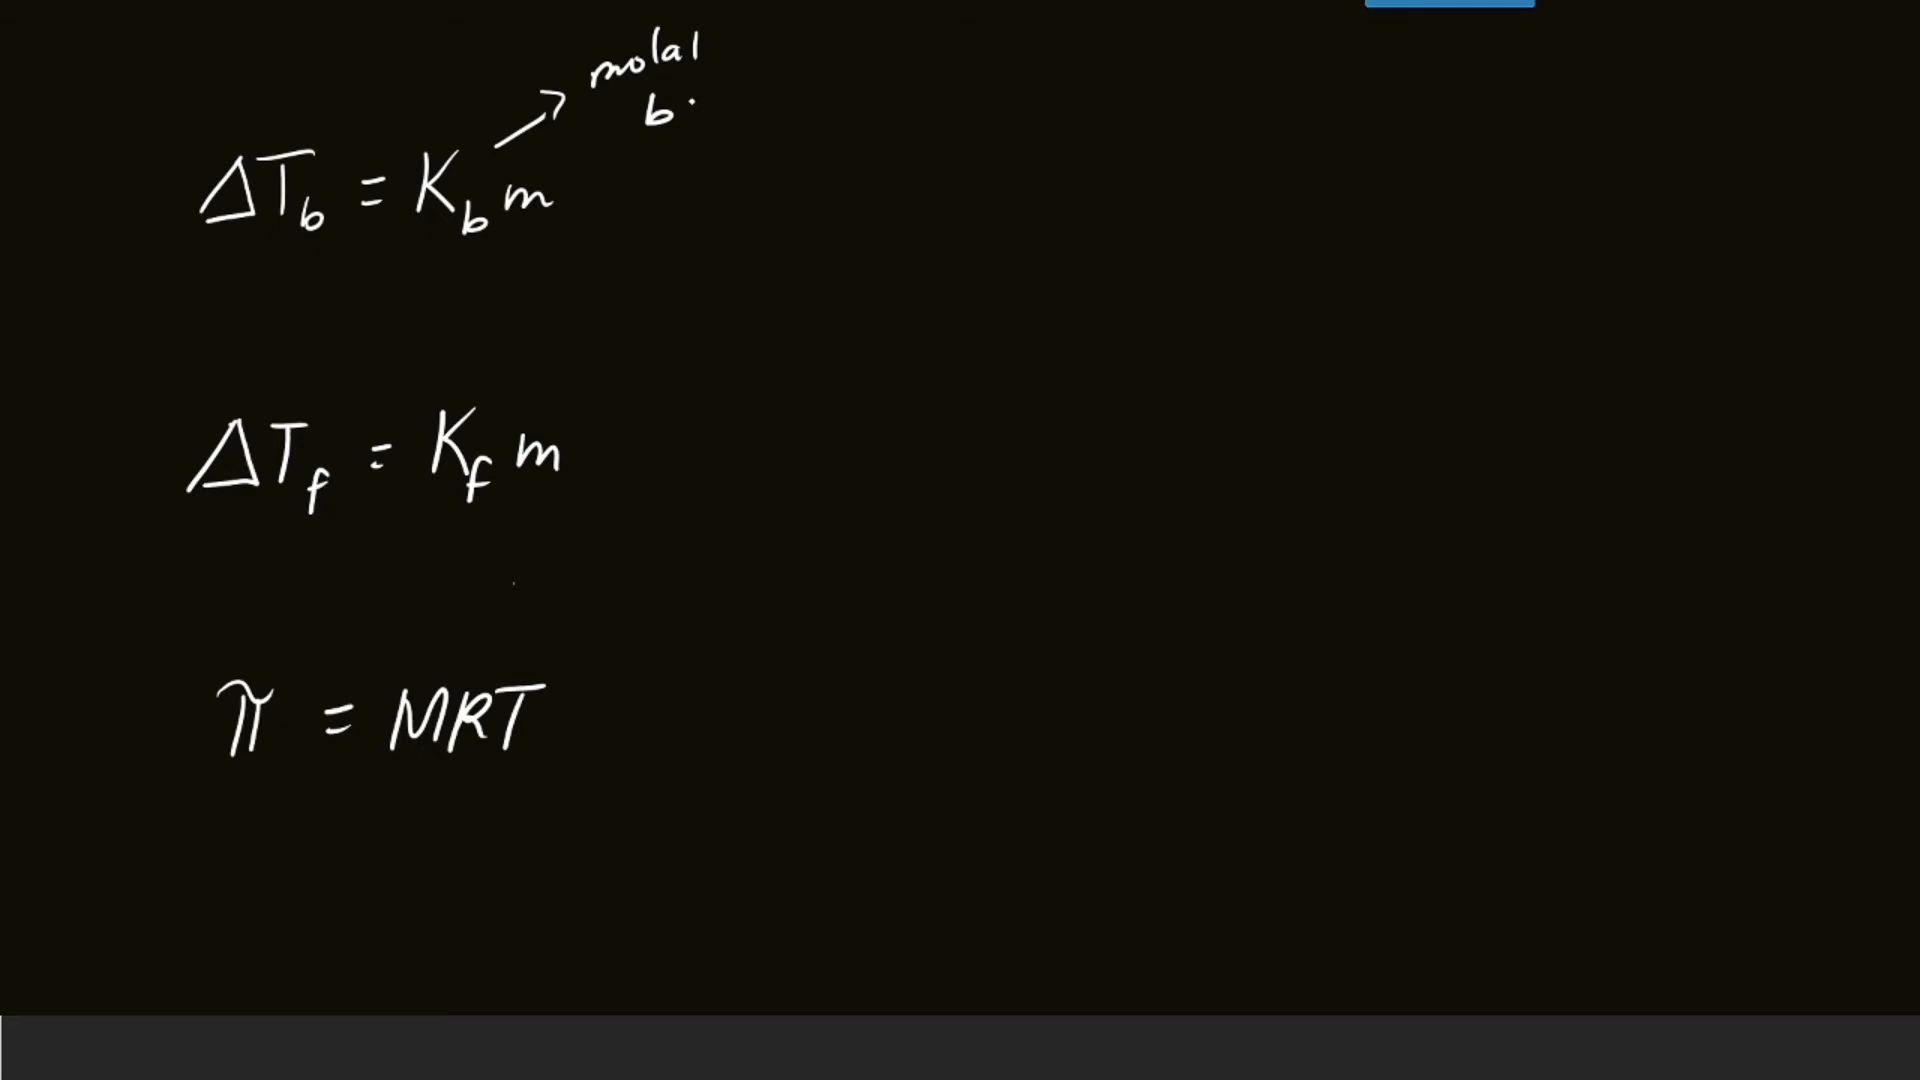 molal
b.
ΔT_b = K_b m
ΔT_f = K_f m
π = MRT